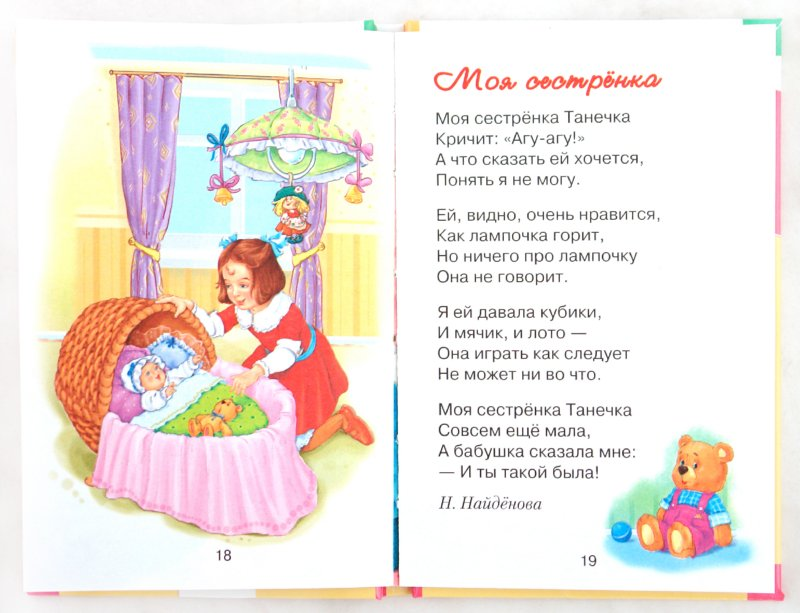 18
Моя сестрёнка
Моя сестрёнка Танечка
Кричит: «Агу-агу!»
А что сказать ей хочется,
Понять я не могу.
Ей, видно, очень нравится,
Как лампочка горит,
Но ничего про лампочку
Она не говорит.
Я ей давала кубики,
И мячик, и лото —
Она играть как следует
Не может ни во что.
Моя сестрёнка Танечка
Совсем ещё мала,
А бабушка сказала мне:
— И ты такой была!
Н. Найдёнова
19